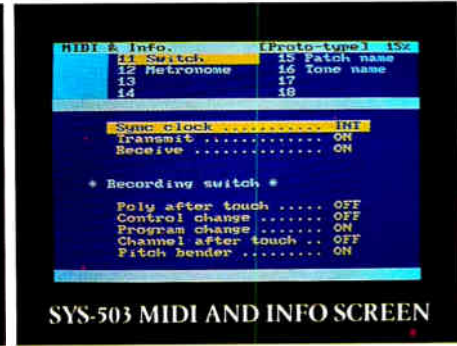 MIDI & Info. [Proto-type] 15%
11 Switch 15 Patch name
12 Metronome 16 Tone name
13 17
14 18
Sync clock ........... INT
Transmit ............. ON
Receive .............. ON
* Recording switch *
Poly after touch ..... OFF
Control change ....... OFF
Program change ....... ON
Channel after touch .. OFF
Pitch bender ......... ON
SYS-503 MIDI AND INFO SCREEN